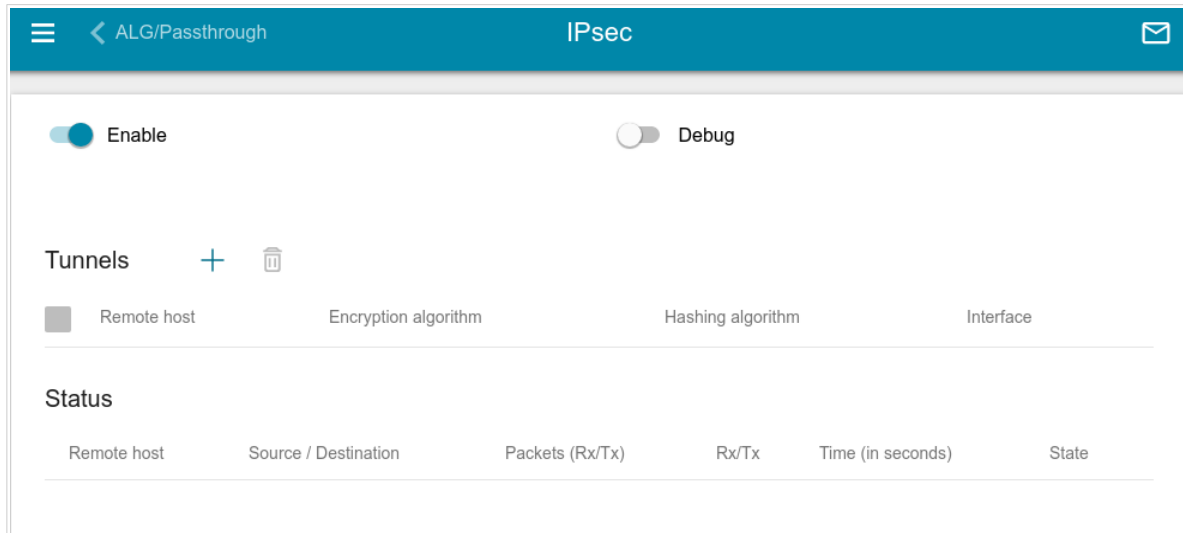 ALG/Passthrough IPsec
Enable Debug
Tunnels
Remote host Encryption algorithm Hashing algorithm Interface
Status
Remote host Source / Destination Packets (Rx/Tx) Rx/Tx Time (in seconds) State